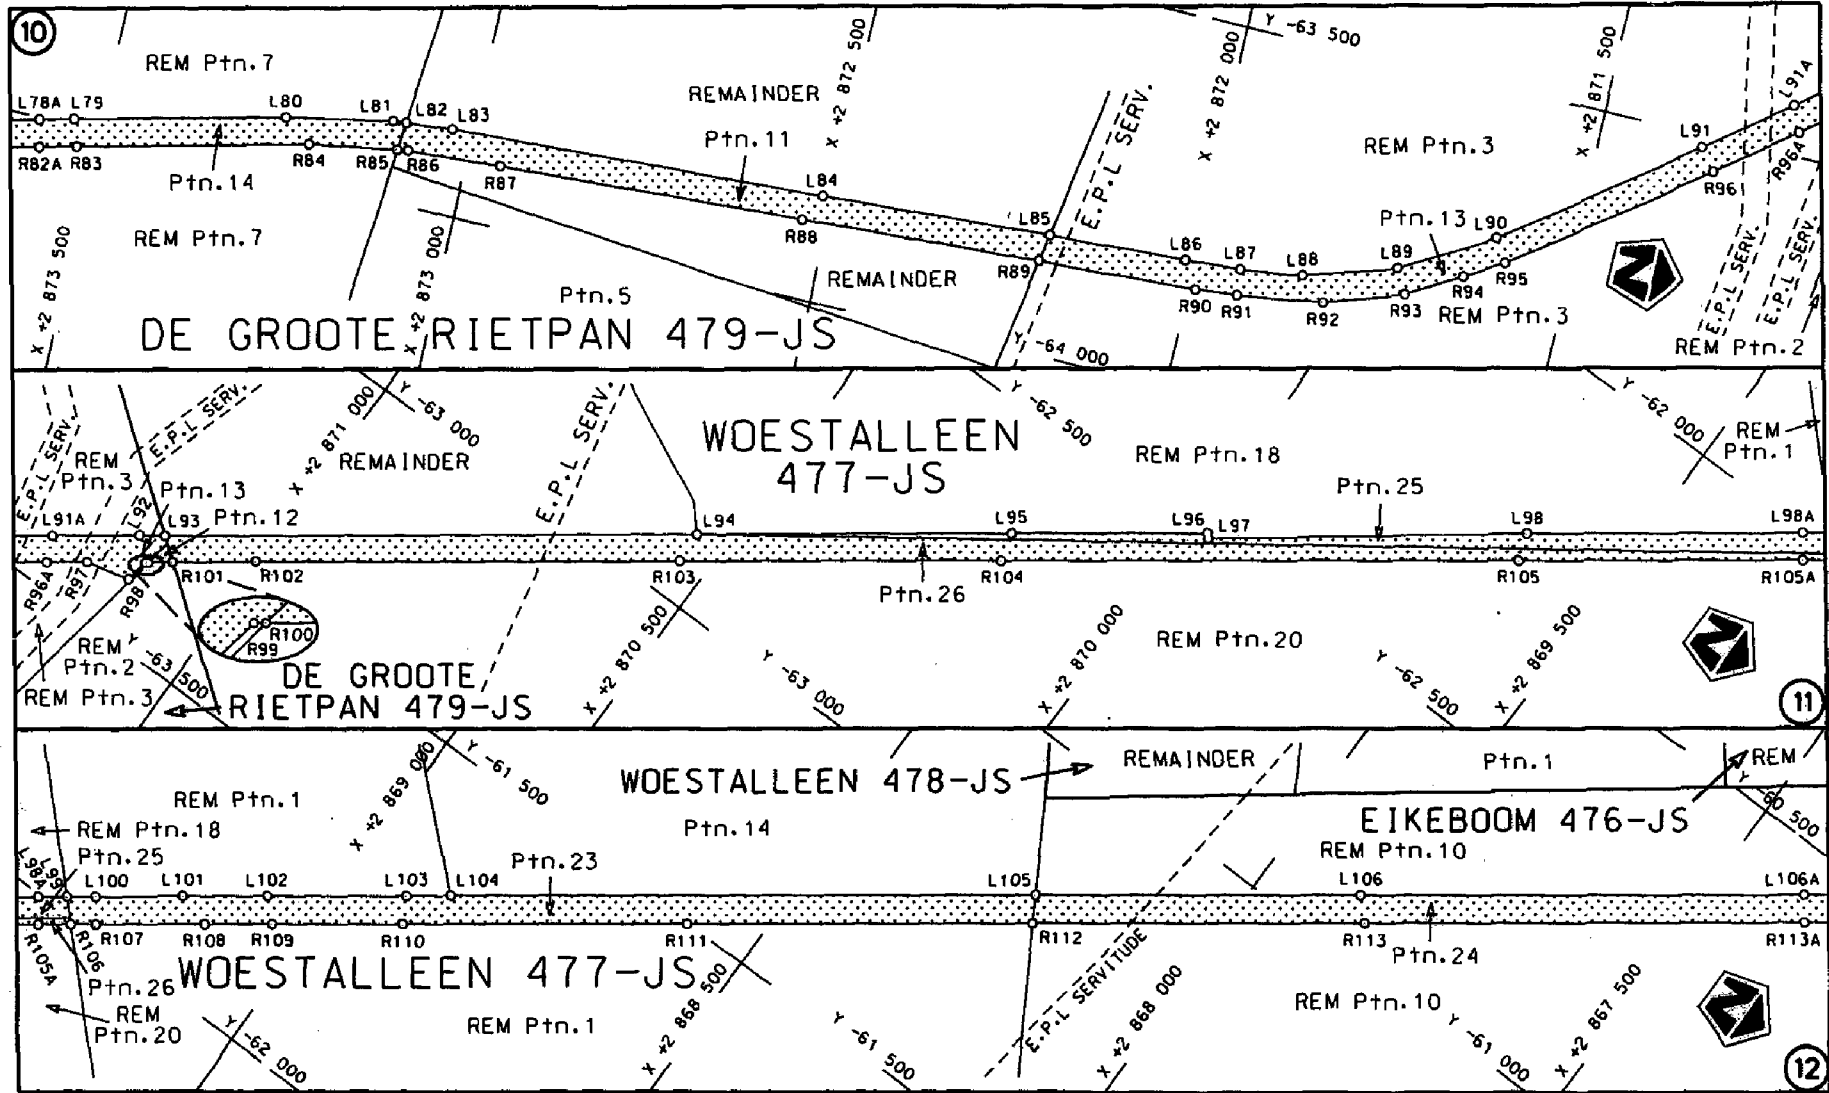 10
REM Ptn.7
L78A L79 L80 L81 L82 L83
REMAINDER
Ptn.11
X +2 872 500
Y -63 500
X +2 872 000
X +2 871 500
E.P.L SERV.
REM Ptn.3
L91 L91A
R82A R83 R84 R85 R86 R87
Ptn.14
L84
R88
L85
R89
L86 L87 L88 L89 L90
Ptn.13
R90 R91 R92 R93 R94 R95
R96 R96A
REM Ptn.7
X +2 873 500
X +2 873 000
Ptn.5
REMAINDER
REM Ptn.3
E.P.L SERV.
E.P.L SERV.
REM Ptn.2
DE GROOTE RIETPAN 479-JS
Y -64 000
N
E.P.L SERV.
E.P.L SERV.
REM
Ptn.3
Ptn.13
Ptn.12
X +2 871 000
Y -63 000
REMAINDER
E.P.L SERV.
WOESTALLEEN
477-JS
Y -62 500
REM Ptn.18
Ptn.25
Y -62 000
REM
Ptn.1
L91A L92 L93 L94 L95 L96 L97 L98 L98A
R96A R97 R98 R101 R102 R103 R104 R105 R105A
R99 R100
Ptn.26
REM
Ptn.2
REM Ptn.3
Y -63 500
DE GROOTE
RIETPAN 479-JS
X +2 870 500
Y -63 000
X +2 870 000
REM Ptn.20
Y -62 500
X +2 869 500
N
11
REM Ptn.1
X +2 869 000
Y -61 500
WOESTALLEEN 478-JS
REMAINDER
Ptn.1
REM
Y -60 500
REM Ptn.18
Ptn.25
Ptn.14
Ptn.23
EIKEBOOM 476-JS
REM Ptn.10
L98A L99 L100 L101 L102 L103 L104 L105 L106 L106A
R105A R106 R107 R108 R109 R110 R111 R112 R113 R113A
Ptn.24
Ptn.26
REM
Ptn.20
WOESTALLEEN 477-JS
Y -62 000
REM Ptn.1
X +2 868 500
Y -61 500
E.P.L SERVITUDE
X +2 868 000
REM Ptn.10
Y -61 000
X +2 867 500
N
12